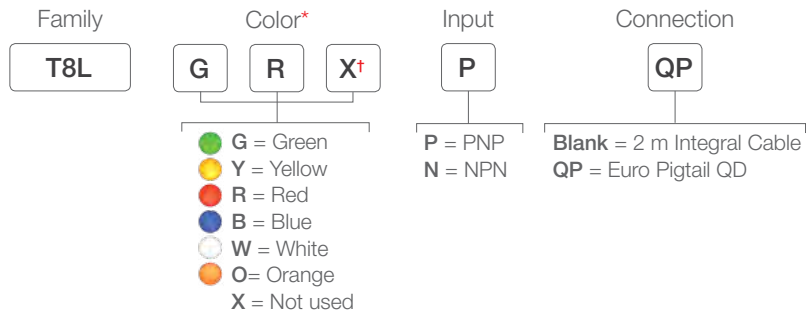 Family Color* Input Connection
T8L G R X† P QP
G = Green
Y = Yellow
R = Red
B = Blue
W = White
O= Orange
X = Not used
P = PNP
N = NPN
Blank = 2 m Integral Cable
QP = Euro Pigtail QD